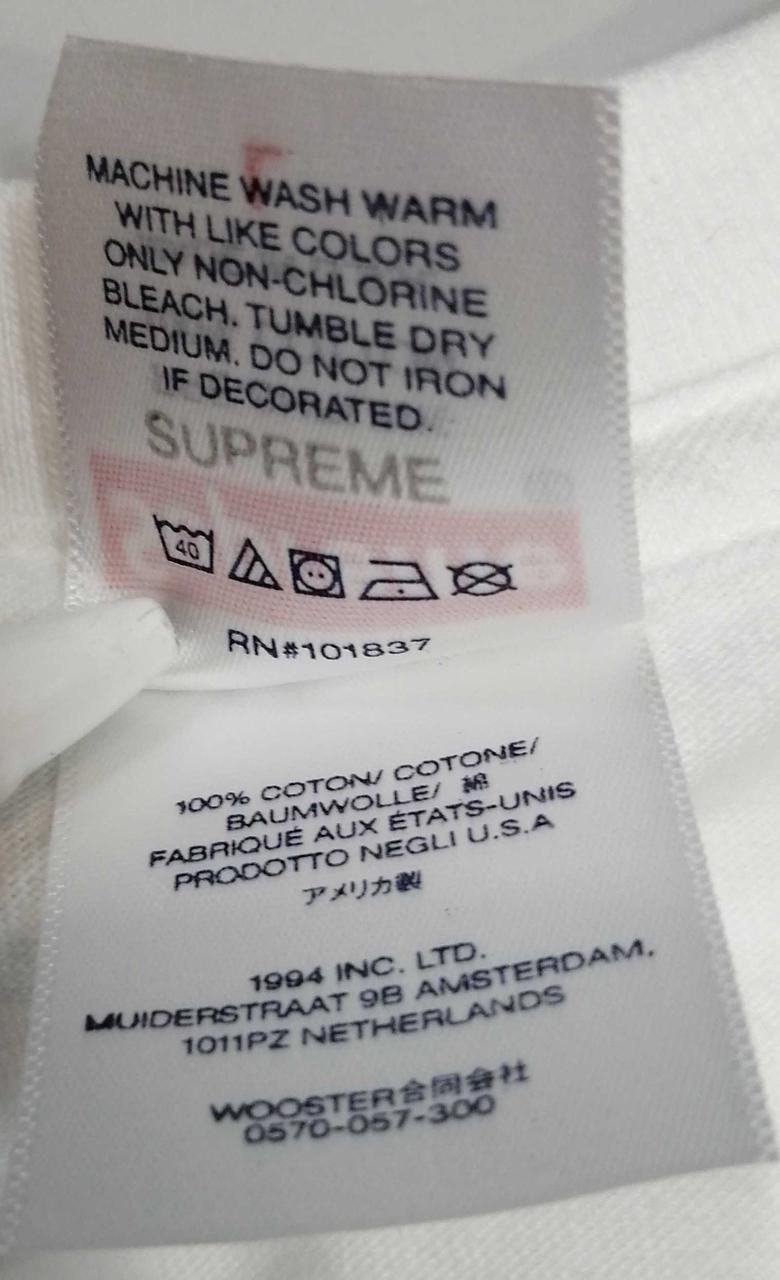 MACHINE WASH WARM
WITH LIKE COLORS
ONLY NON-CHLORINE
BLEACH. TUMBLE DRY
MEDIUM. DO NOT IRON
IF DECORATED.
SUPREME
40
RN#101837
100% COTON/ COTONE/
BAUMWOLLE/ 綿
FABRIQUÉ AUX ÉTATS-UNIS
PRODOTTO NEGLI U.S.A
アメリカ製
1994 INC. LTD.
MUIDERSTRAAT 9B AMSTERDAM,
1011PZ NETHERLANDS
WOOSTER合同会社
0570-057-300